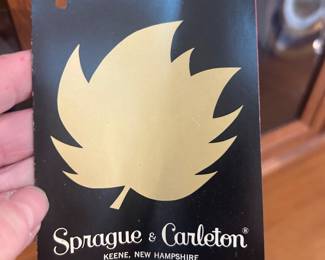 Sprague & Carleton®
KEENE, NEW HAMPSHIRE